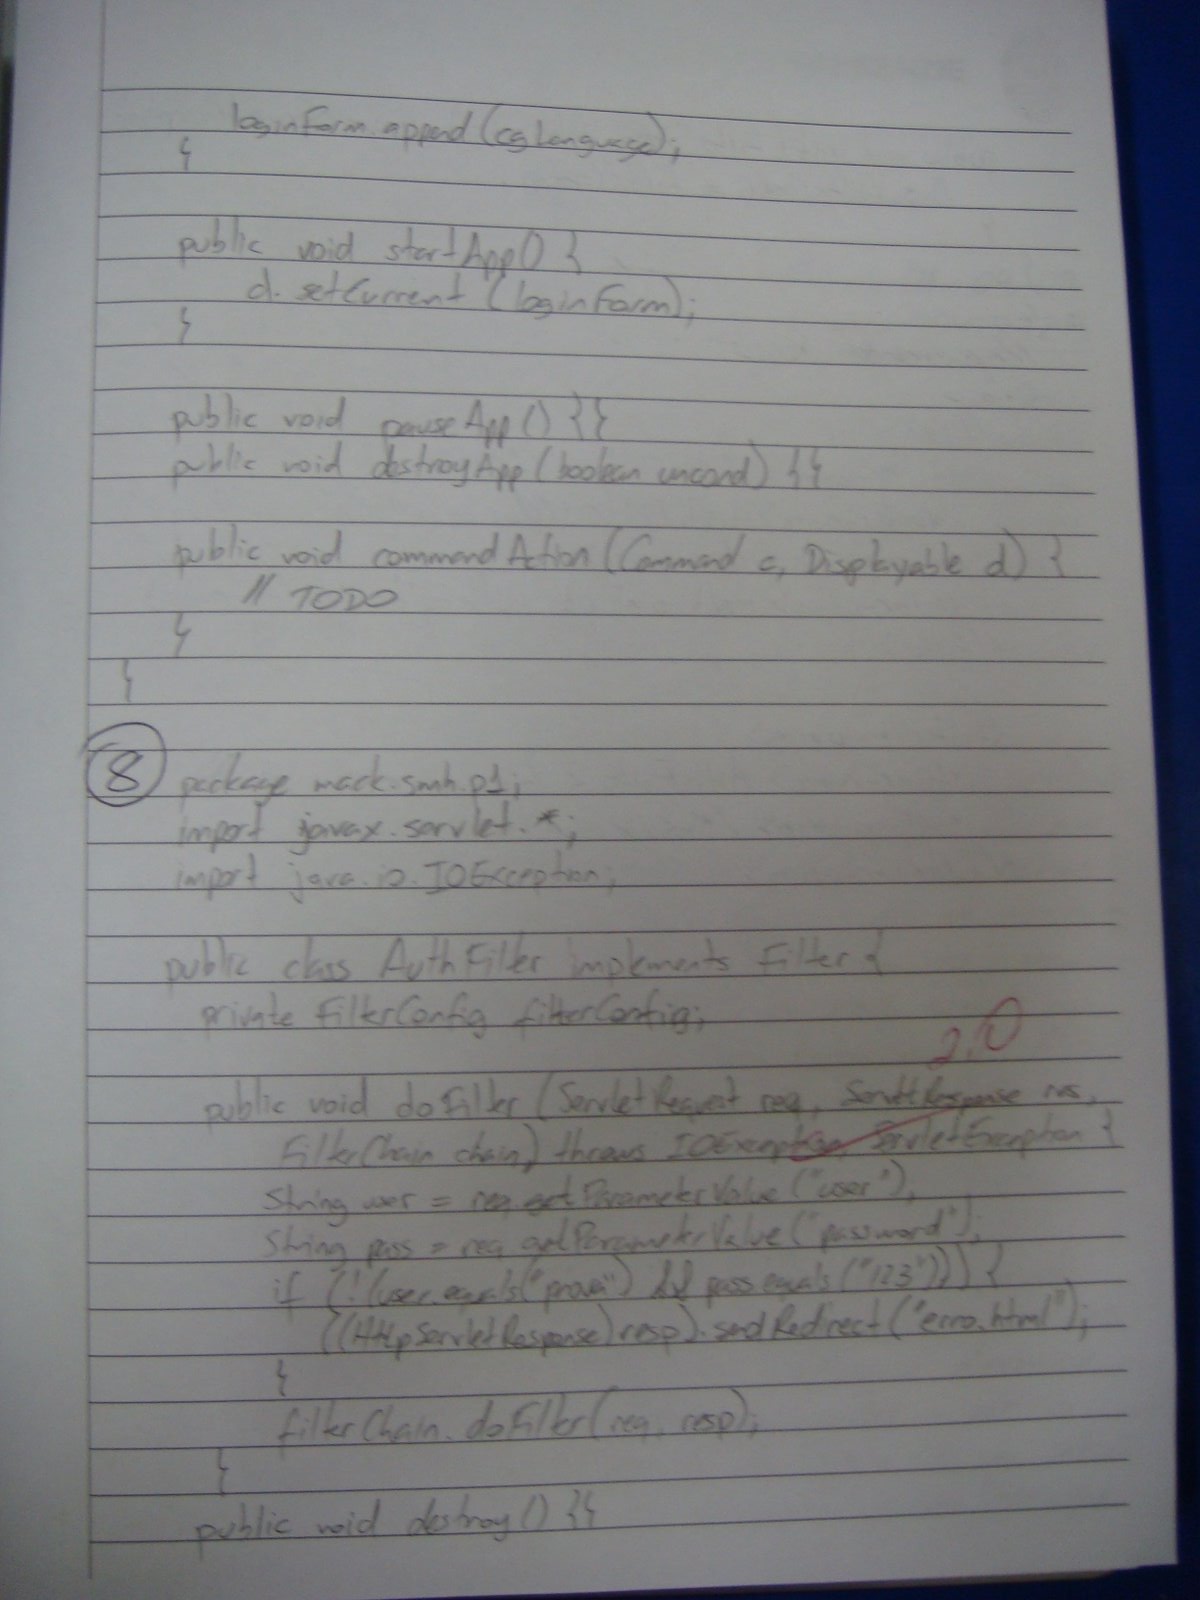 loginForm.append(cgLanguage);
}
public void startApp() {
d.setCurrent(loginForm);
}
public void pauseApp() {}
public void destroyApp(boolean uncond) {}
public void commandAction(Command c, Displayable d) {
// TODO
}
}
8 package mack.smh.p1;
import javax.servlet.*;
import java.io.IOException;
public class AuthFilter implements Filter {
private FilterConfig filterConfig;
2.0
public void doFilter(ServletRequest req, ServletResponse res,
FilterChain chain) throws IOException, ServletException {
String user = req.getParameterValue("user");
String pass = req.getParameterValue("password");
if (!(user.equals("prova") && pass.equals("123"))) {
((HttpServletResponse) resp).sendRedirect("erro.html");
}
filterChain.doFilter(req, resp);
}
public void destroy() {}